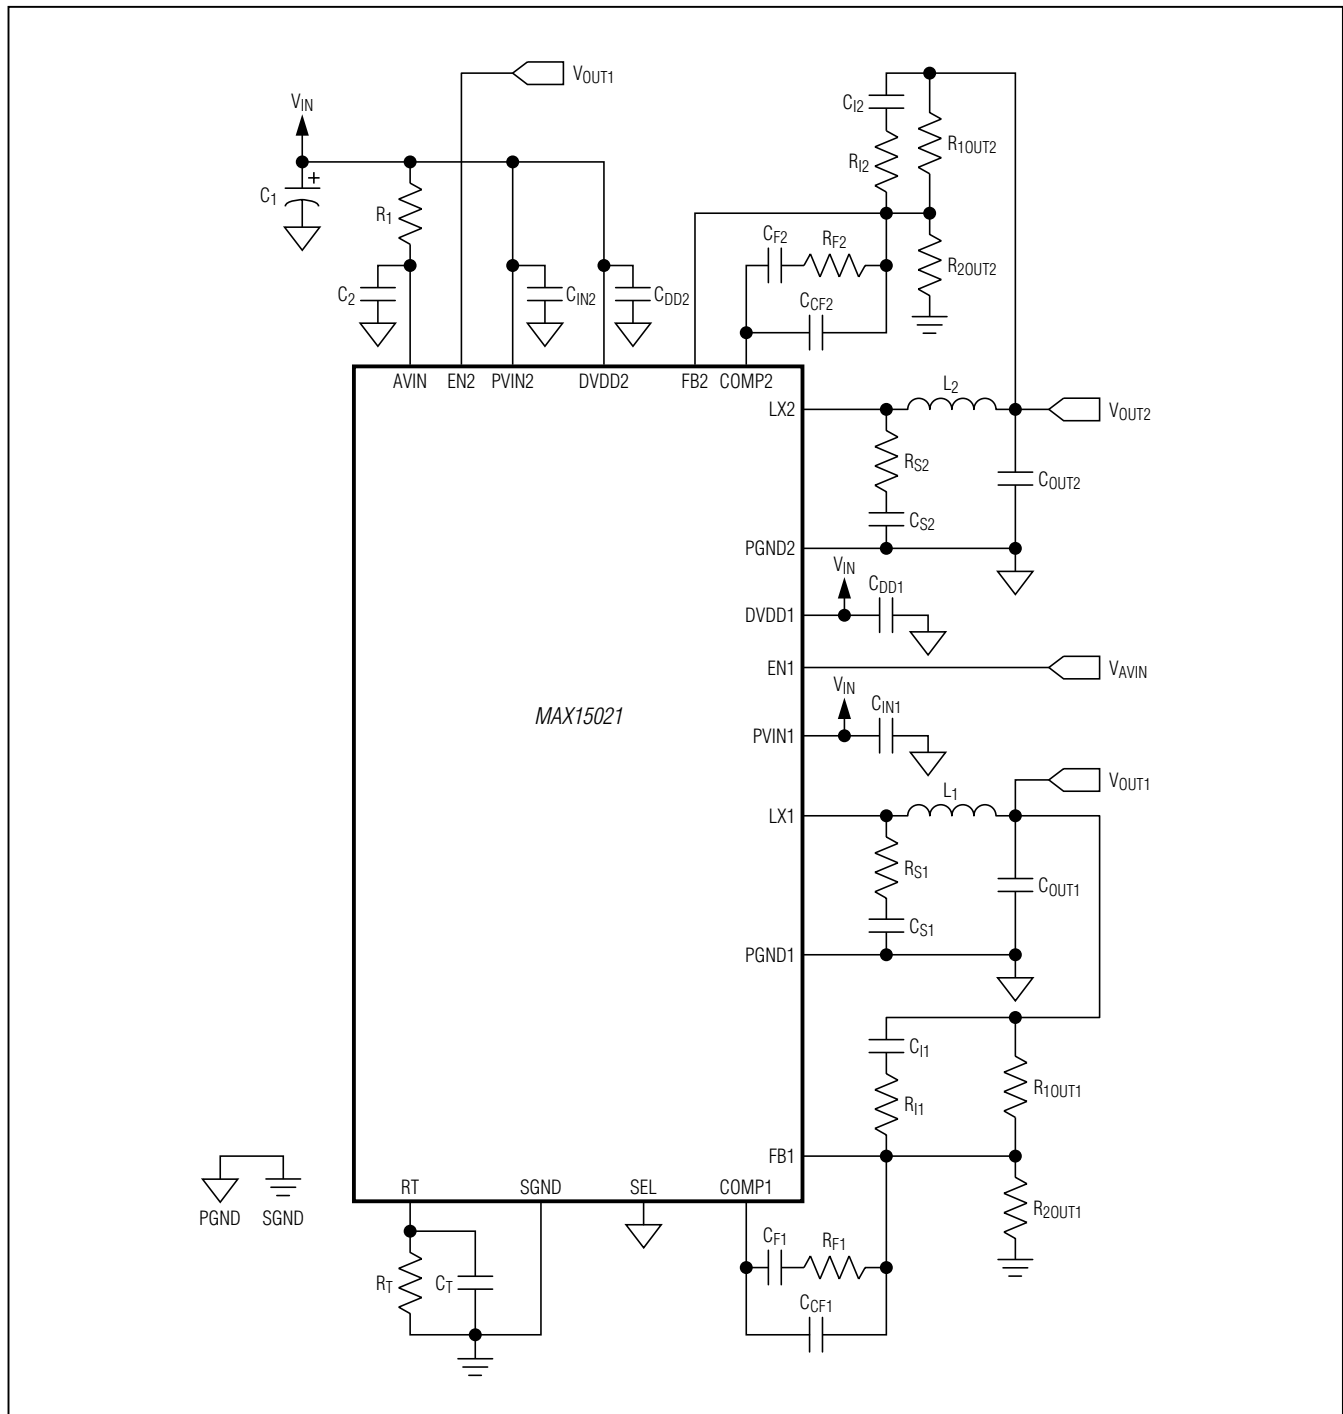 VOUT1
VIN
C1
+
R1
C2
CIN2
CDD2
CI2
RI2
R1OUT2
CF2
RF2
R2OUT2
CCF2
AVIN EN2 PVIN2 DVDD2 FB2 COMP2
LX2
L2
VOUT2
RS2
COUT2
CS2
PGND2
VIN
CDD1
DVDD1
EN1
VAVIN
VIN
CIN1
MAX15021
PVIN1
VOUT1
L1
LX1
RS1
COUT1
CS1
PGND1
CI1
R1OUT1
RI1
FB1
RT SGND SEL COMP1
R2OUT1
PGND SGND
RT
CT
CF1
RF1
CCF1